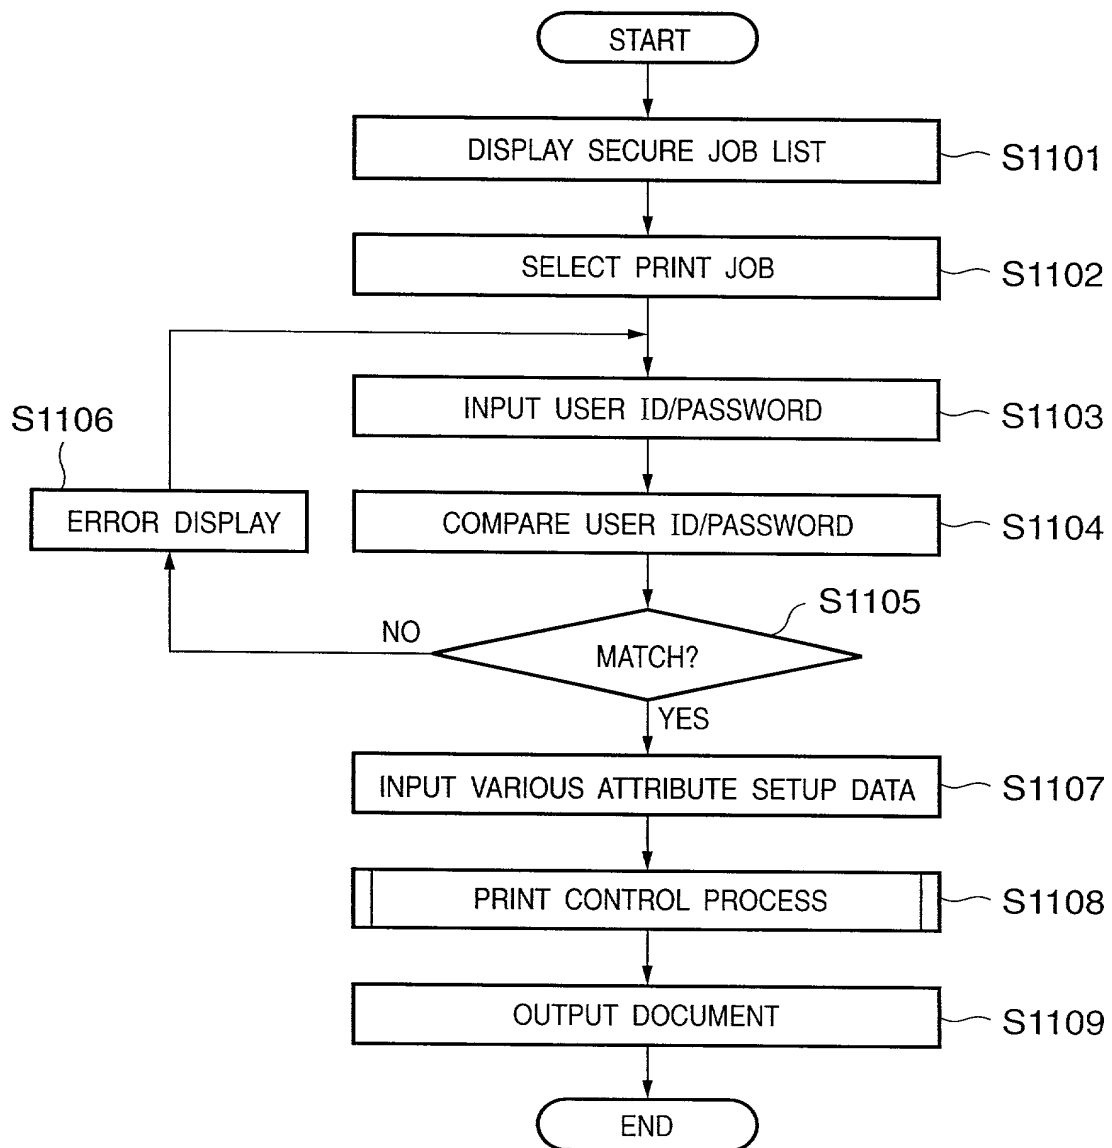 START
DISPLAY SECURE JOB LIST
S1101
SELECT PRINT JOB
S1102
INPUT USER ID/PASSWORD
S1103
S1106
ERROR DISPLAY
COMPARE USER ID/PASSWORD
S1104
S1105
NO
MATCH?
YES
INPUT VARIOUS ATTRIBUTE SETUP DATA
S1107
PRINT CONTROL PROCESS
S1108
OUTPUT DOCUMENT
S1109
END